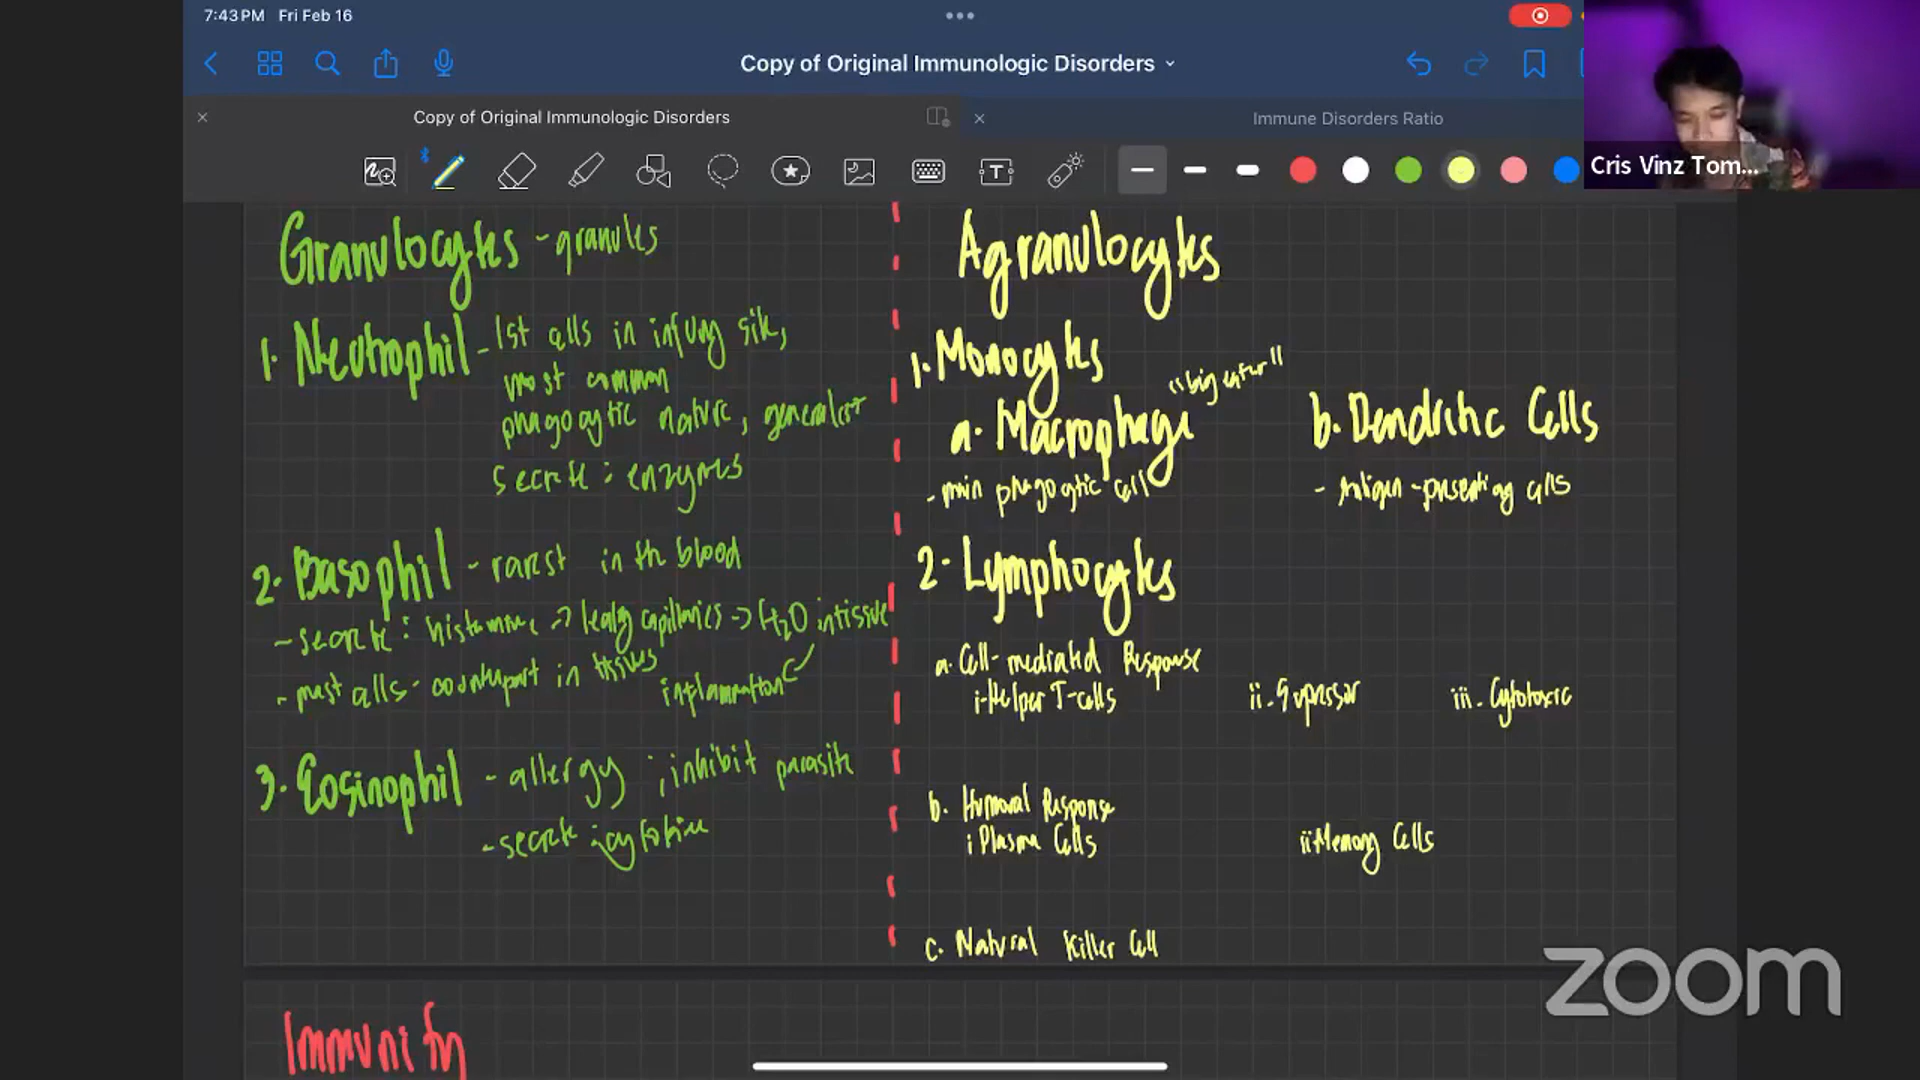 7:43 PM Fri Feb 16
Copy of Original Immunologic Disorders
Copy of Original Immunologic Disorders
Immune Disorders Ratio
Cris Vinz Tom...
Granulocytes - granules
1. Neutrophil - 1st cells in injury site,
most common
phagocytic nature, generalist
secrete : enzymes
2. Basophil - rarest in the blood
- secrete : histamine → leaky capillaries → H2O in tissue
- mast cells - counterpart in tissues
inflammation
3. Eosinophil - allergy ; inhibit parasite
- secrete : cytokine
Agranulocytes
1. Monocytes
a. Macrophage "big eater"
- main phagocytic cell
b. Dendritic Cells
- Antigen-presenting cells
2. Lymphocytes
a. Cell-mediated Response
i. Helper T-cells
ii. Supressor
iii. Cytotoxic
b. Humoral Response
i Plasma Cells
ii Memory Cells
c. Natural Killer Cell
Immunity
zoom